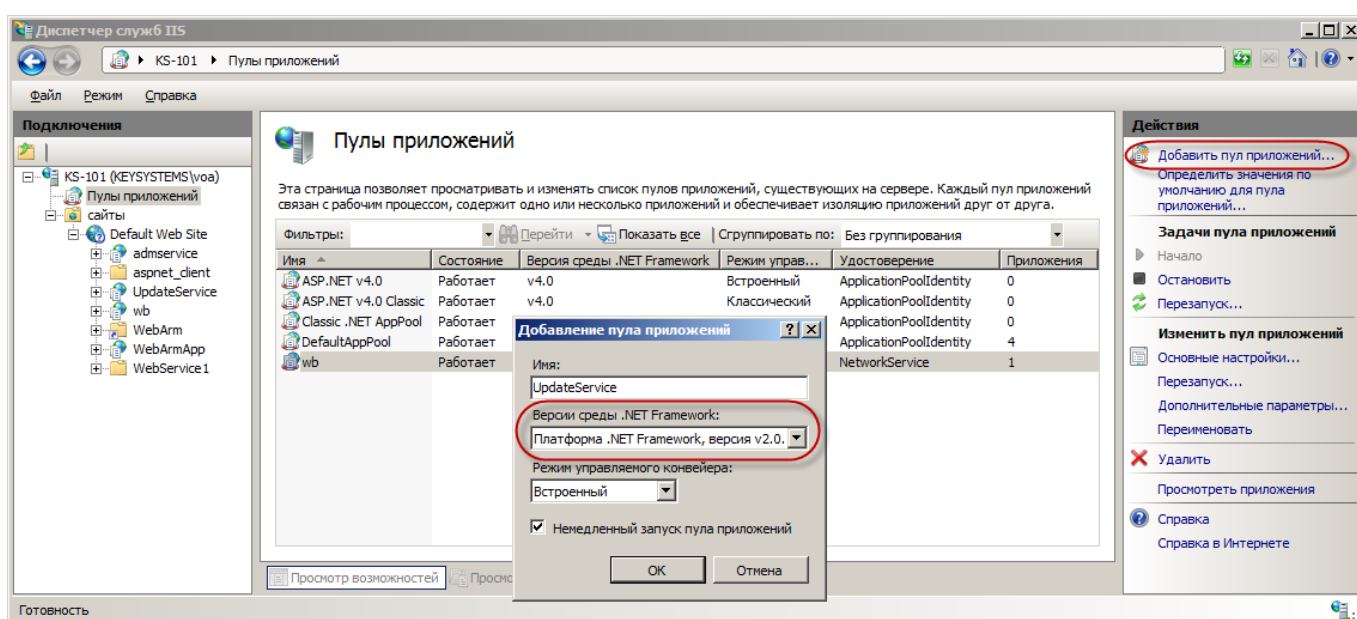 Диспетчер служб IIS
KS-101 Пулы приложений
Файл Режим Справка
Подключения
KS-101 (KEYSYSTEMS\voa)
Пулы приложений
сайты
Default Web Site
admservice
aspnet_client
UpdateService
wb
WebArm
WebArmApp
WebService1
Пулы приложений
Эта страница позволяет просматривать и изменять список пулов приложений, существующих на сервере. Каждый пул приложений
связан с рабочим процессом, содержит одно или несколько приложений и обеспечивает изоляцию приложений друг от друга.
Фильтры: Перейти Показать все Сгруппировать по: Без группирования
Имя Состояние Версия среды .NET Framework Режим управ... Удостоверение Приложения
ASP.NET v4.0 Работает v4.0 Встроенный ApplicationPoolIdentity 0
ASP.NET v4.0 Classic Работает v4.0 Классический ApplicationPoolIdentity 0
Classic .NET AppPool Работает ApplicationPoolIdentity 0
DefaultAppPool Работает ApplicationPoolIdentity 4
wb Работает NetworkService 1
Добавление пула приложений
Имя:
UpdateService
Версии среды .NET Framework:
Платформа .NET Framework, версия v2.0.
Режим управляемого конвейера:
Встроенный
Немедленный запуск пула приложений
ОК Отмена
Просмотр возможностей Просмо
Действия
Добавить пул приложений...
Определить значения по
умолчанию для пула
приложений...
Задачи пула приложений
Начало
Остановить
Перезапуск...
Изменить пул приложений
Основные настройки...
Перезапуск...
Дополнительные параметры...
Переименовать
Удалить
Просмотреть приложения
Справка
Справка в Интернете
Готовность